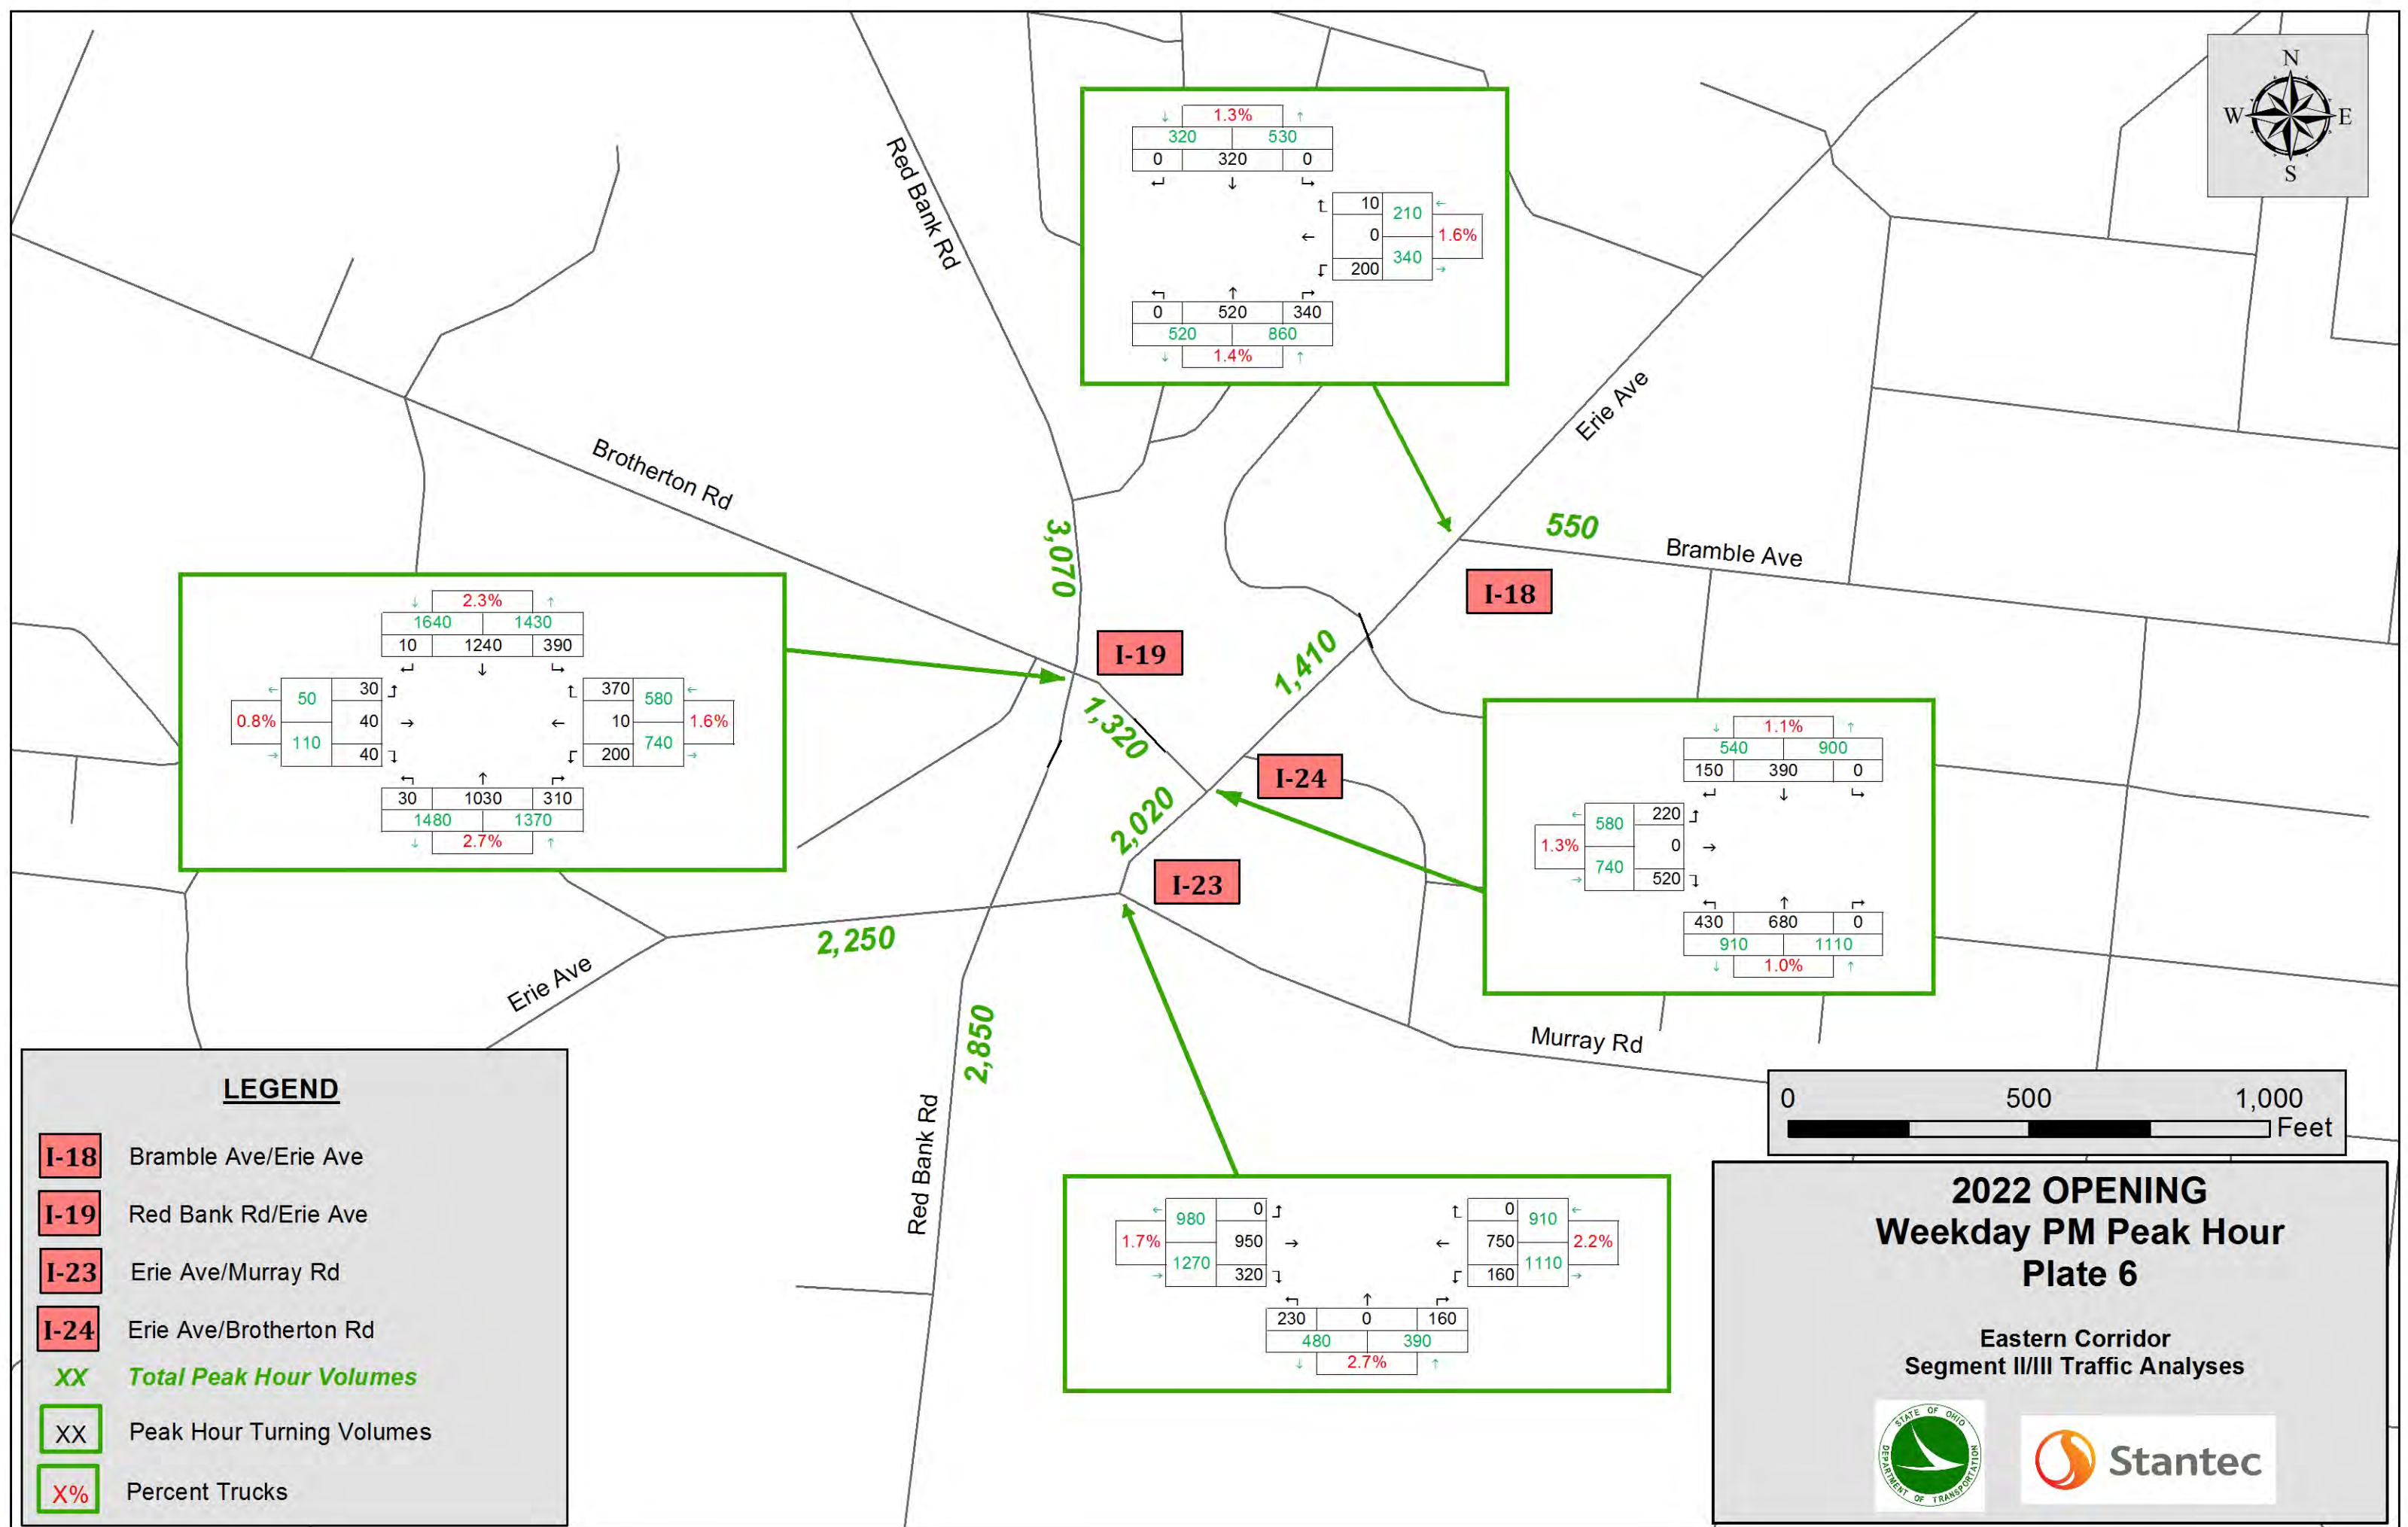 N
W E
S
Red Bank Rd
Brotherton Rd
Erie Ave
Bramble Ave
Erie Ave
Murray Rd
Red Bank Rd
3,070
550
1,410
1,320
2,020
2,250
2,850
I-18
I-19
I-24
I-23
↓ 1.3% ↑
320 530
0 320 0
↵ ↓ ↳
10 210 ←
← 0 1.6%
200 340 →
↰ ↑ ↱
0 520 340
520 860
↓ 1.4% ↑
↓ 2.3% ↑
1640 1430
10 1240 390
← 50 30 370 580 ←
0.8% 40 → ← 10 1.6%
→ 110 40 200 740 →
↰ ↑ ↱
30 1030 310
1480 1370
↓ 2.7% ↑
↓ 1.1% ↑
540 900
150 390 0
← 580 220
1.3% 0 →
→ 740 520
↰ ↑ ↱
430 680 0
910 1110
↓ 1.0% ↑
← 980 0 0 910 ←
1.7% 950 → ← 750 2.2%
→ 1270 320 160 1110 →
↰ ↑ ↱
230 0 160
480 390
↓ 2.7% ↑
LEGEND
I-18 Bramble Ave/Erie Ave
I-19 Red Bank Rd/Erie Ave
I-23 Erie Ave/Murray Rd
I-24 Erie Ave/Brotherton Rd
XX Total Peak Hour Volumes
XX Peak Hour Turning Volumes
X% Percent Trucks
0 500 1,000
Feet
2022 OPENING
Weekday PM Peak Hour
Plate 6
Eastern Corridor
Segment II/III Traffic Analyses
STATE OF OHIO
DEPARTMENT OF TRANSPORTATION
Stantec